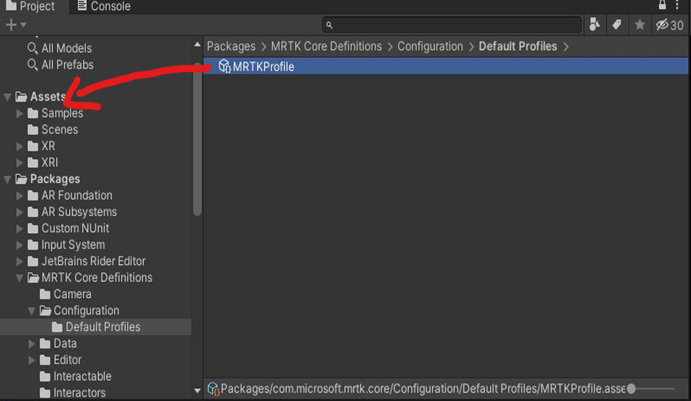 Project
Console
30
All Models
All Prefabs
Packages > MRTK Core Definitions > Configuration > Default Profiles >
MRTKProfile
Assets
Samples
Scenes
XR
XRI
Packages
AR Foundation
AR Subsystems
Custom NUnit
Input System
JetBrains Rider Editor
MRTK Core Definitions
Camera
Configuration
Default Profiles
Data
Editor
Interactable
Interactors
Packages/com.microsoft.mrtk.core/Configuration/Default Profiles/MRTKProfile.asse